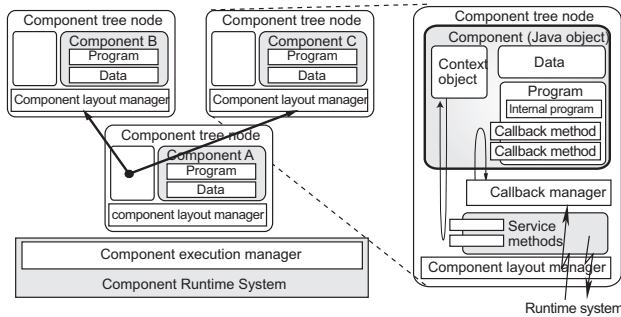 Component tree node
Component B
Program
Data
Component layout manager
Component tree node
Component C
Program
Data
Component layout manager
Component tree node
Component A
Program
Data
component layout manager
Component execution manager
Component Runtime System
Component tree node
Component (Java object)
Context
object
Data
Program
Internal program
Callback method
Callback method
Callback manager
Service
methods
Component layout manager
Runtime system